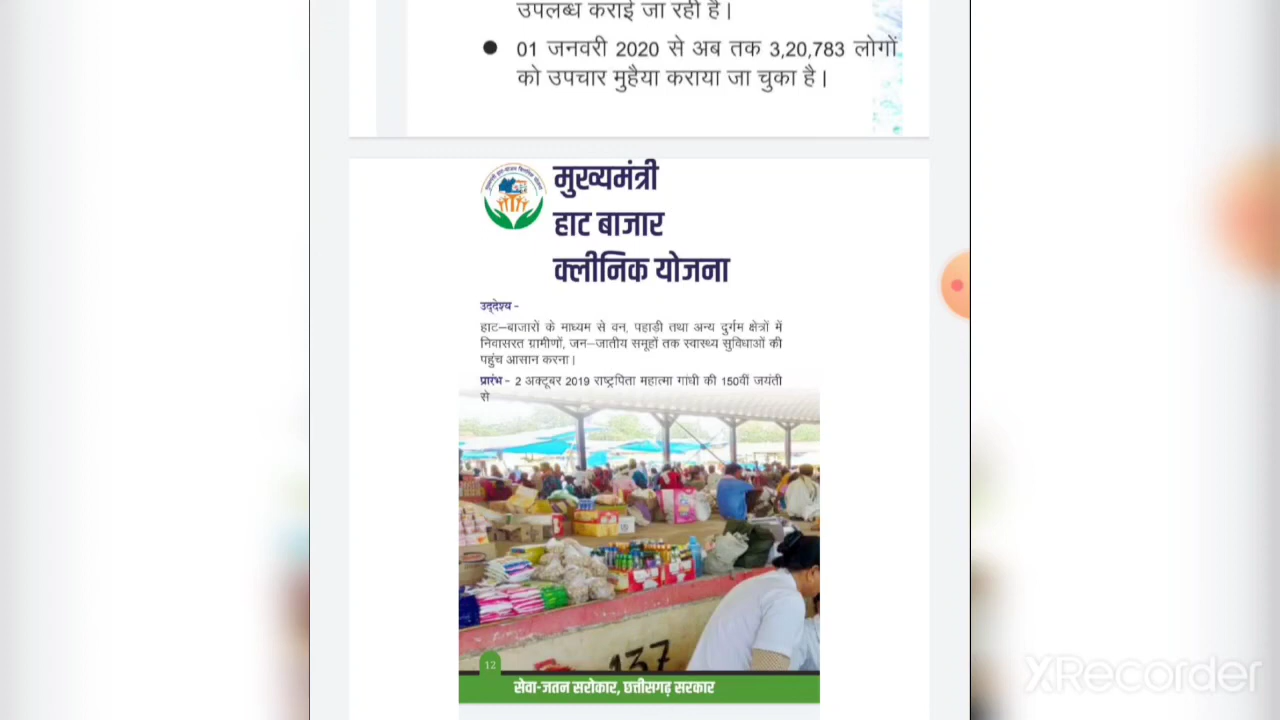 उपलब्ध कराई जा रही है।
● 01 जनवरी 2020 से अब तक 3,20,783 लोगों
को उपचार मुहैया कराया जा चुका है।
मुख्यमंत्री
हाट बाजार
क्लीनिक योजना
उद्देश्य -
हाट–बाजारों के माध्यम से वन, पहाडी तथा अन्य दुर्गम क्षेत्रों में
निवासरत ग्रामीणों, जन–जातीय समूहों तक स्वास्थ्य सुविधाओं की
पहुंच आसान करना।
प्रारंभ - 2 अक्टूबर 2019 राष्ट्रपिता महात्मा गांधी की 150वीं जयंती
से
137
12
सेवा-जतन सरोकार, छत्तीसगढ़ सरकार
XRecorder